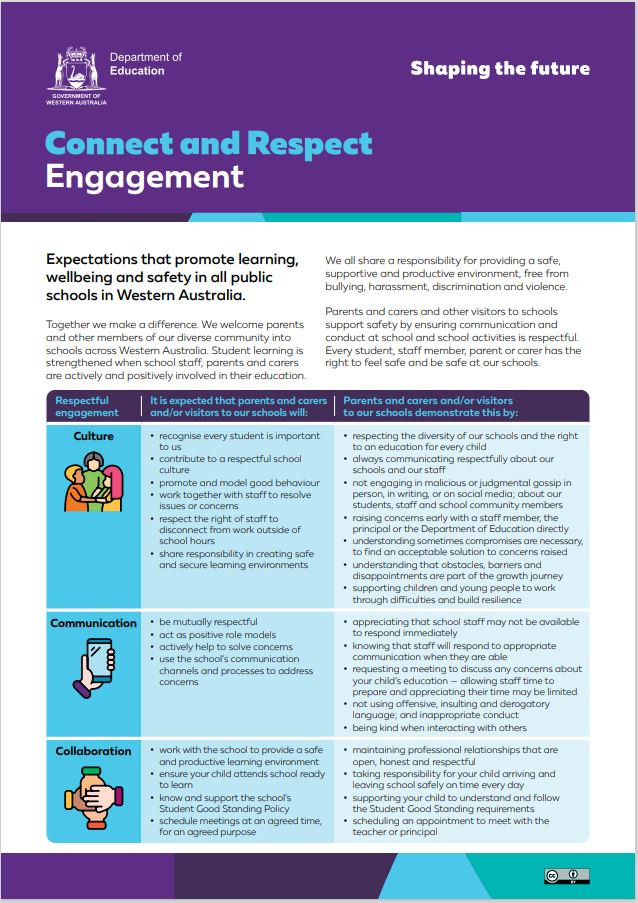 Department of
Education
GOVERNMENT OF
WESTERN AUSTRALIA
Shaping the future
Connect and Respect
Engagement
Expectations that promote learning,
wellbeing and safety in all public
schools in Western Australia.
Together we make a difference. We welcome parents
and other members of our diverse community into
schools across Western Australia. Student learning is
strengthened when school staff, parents and carers
are actively and positively involved in their education.
We all share a responsibility for providing a safe,
supportive and productive environment, free from
bullying, harassment, discrimination and violence.
Parents and carers and other visitors to schools
support safety by ensuring communication and
conduct at school and school activities is respectful.
Every student, staff member, parent or carer has the
right to feel safe and be safe at our schools.
Respectful
engagement
It is expected that parents and carers
and/or visitors to our schools will:
Parents and carers and/or visitors
to our schools demonstrate this by:
Culture
• recognise every student is important
to us
• contribute to a respectful school
culture
• promote and model good behaviour
• work together with staff to resolve
issues or concerns
• respect the right of staff to
disconnect from work outside of
school hours
• share responsibility in creating safe
and secure learning environments
• respecting the diversity of our schools and the right
to an education for every child
• always communicating respectfully about our
schools and our staff
• not engaging in malicious or judgmental gossip in
person, in writing, or on social media; about our
students, staff and school community members
• raising concerns early with a staff member, the
principal or the Department of Education directly
• understanding sometimes compromises are necessary,
to find an acceptable solution to concerns raised
• understanding that obstacles, barriers and
disappointments are part of the growth journey
• supporting children and young people to work
through difficulties and build resilience
Communication
• be mutually respectful
• act as positive role models
• actively help to solve concerns
• use the school's communication
channels and processes to address
concerns
• appreciating that school staff may not be available
to respond immediately
• knowing that staff will respond to appropriate
communication when they are able
• requesting a meeting to discuss any concerns about
your child's education — allowing staff time to
prepare and appreciating their time may be limited
• not using offensive, insulting and derogatory
language; and inappropriate conduct
• being kind when interacting with others
Collaboration
• work with the school to provide a safe
and productive learning environment
• ensure your child attends school ready
to learn
• know and support the school's
Student Good Standing Policy
• schedule meetings at an agreed time,
for an agreed purpose
• maintaining professional relationships that are
open, honest and respectful
• taking responsibility for your child arriving and
leaving school safely on time every day
• supporting your child to understand and follow
the Student Good Standing requirements
• scheduling an appointment to meet with the
teacher or principal
cc
BY